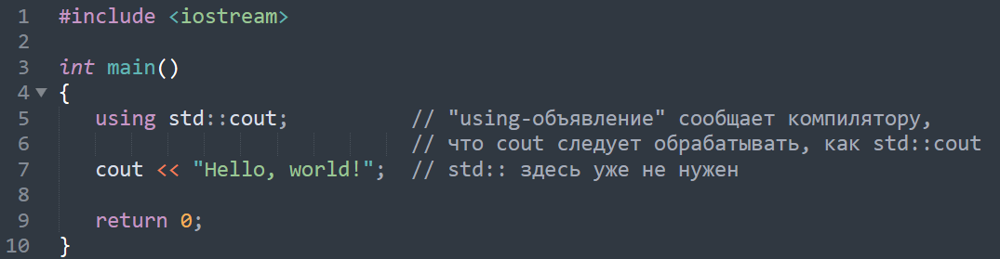 1 #include <iostream>
2
3 int main()
4 {
5 using std::cout; // "using-объявление" сообщает компилятору,
6 // что cout следует обрабатывать, как std::cout
7 cout << "Hello, world!"; // std:: здесь уже не нужен
8
9 return 0;
10 }